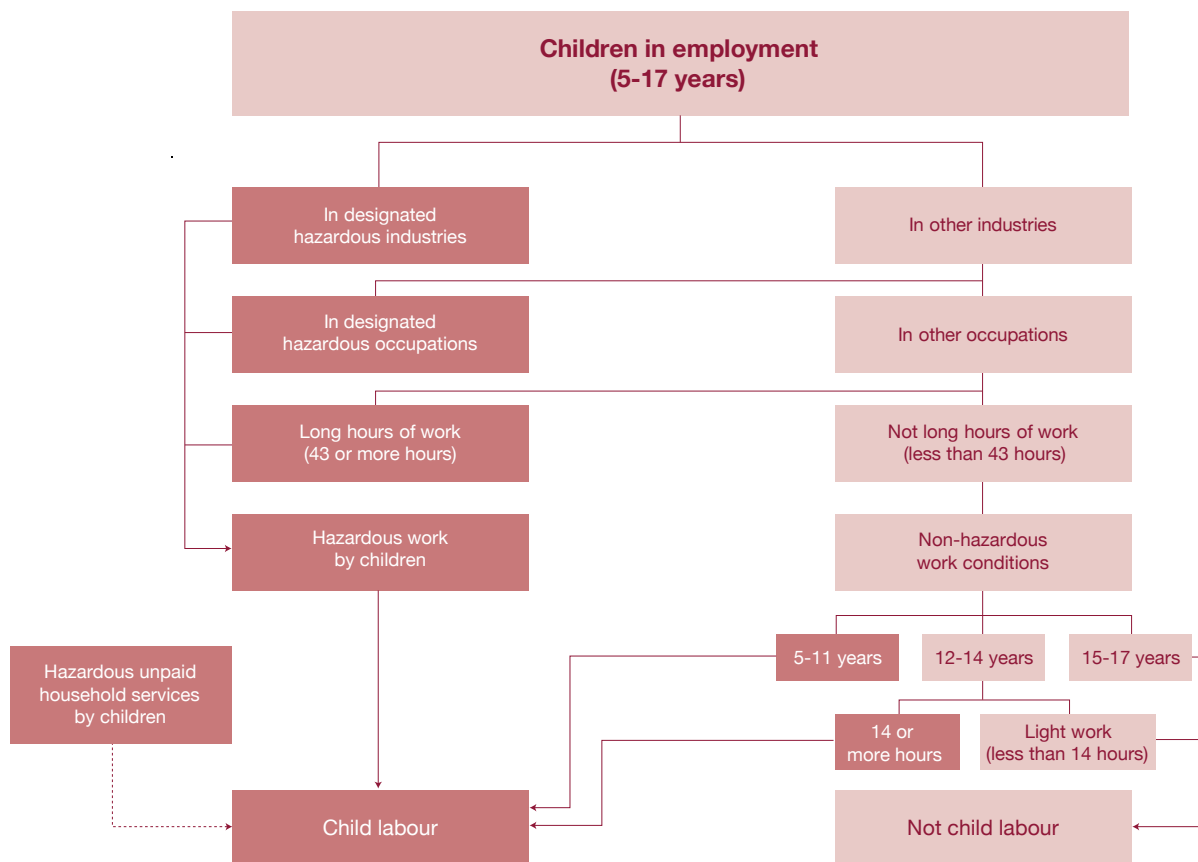 Children in employment
(5-17 years)
In designated
hazardous industries
In other industries
In designated
hazardous occupations
In other occupations
Long hours of work
(43 or more hours)
Not long hours of work
(less than 43 hours)
Hazardous work
by children
Non-hazardous
work conditions
5-11 years
12-14 years
15-17 years
Hazardous unpaid
household services
by children
14 or
more hours
Light work
(less than 14 hours)
Child labour
Not child labour